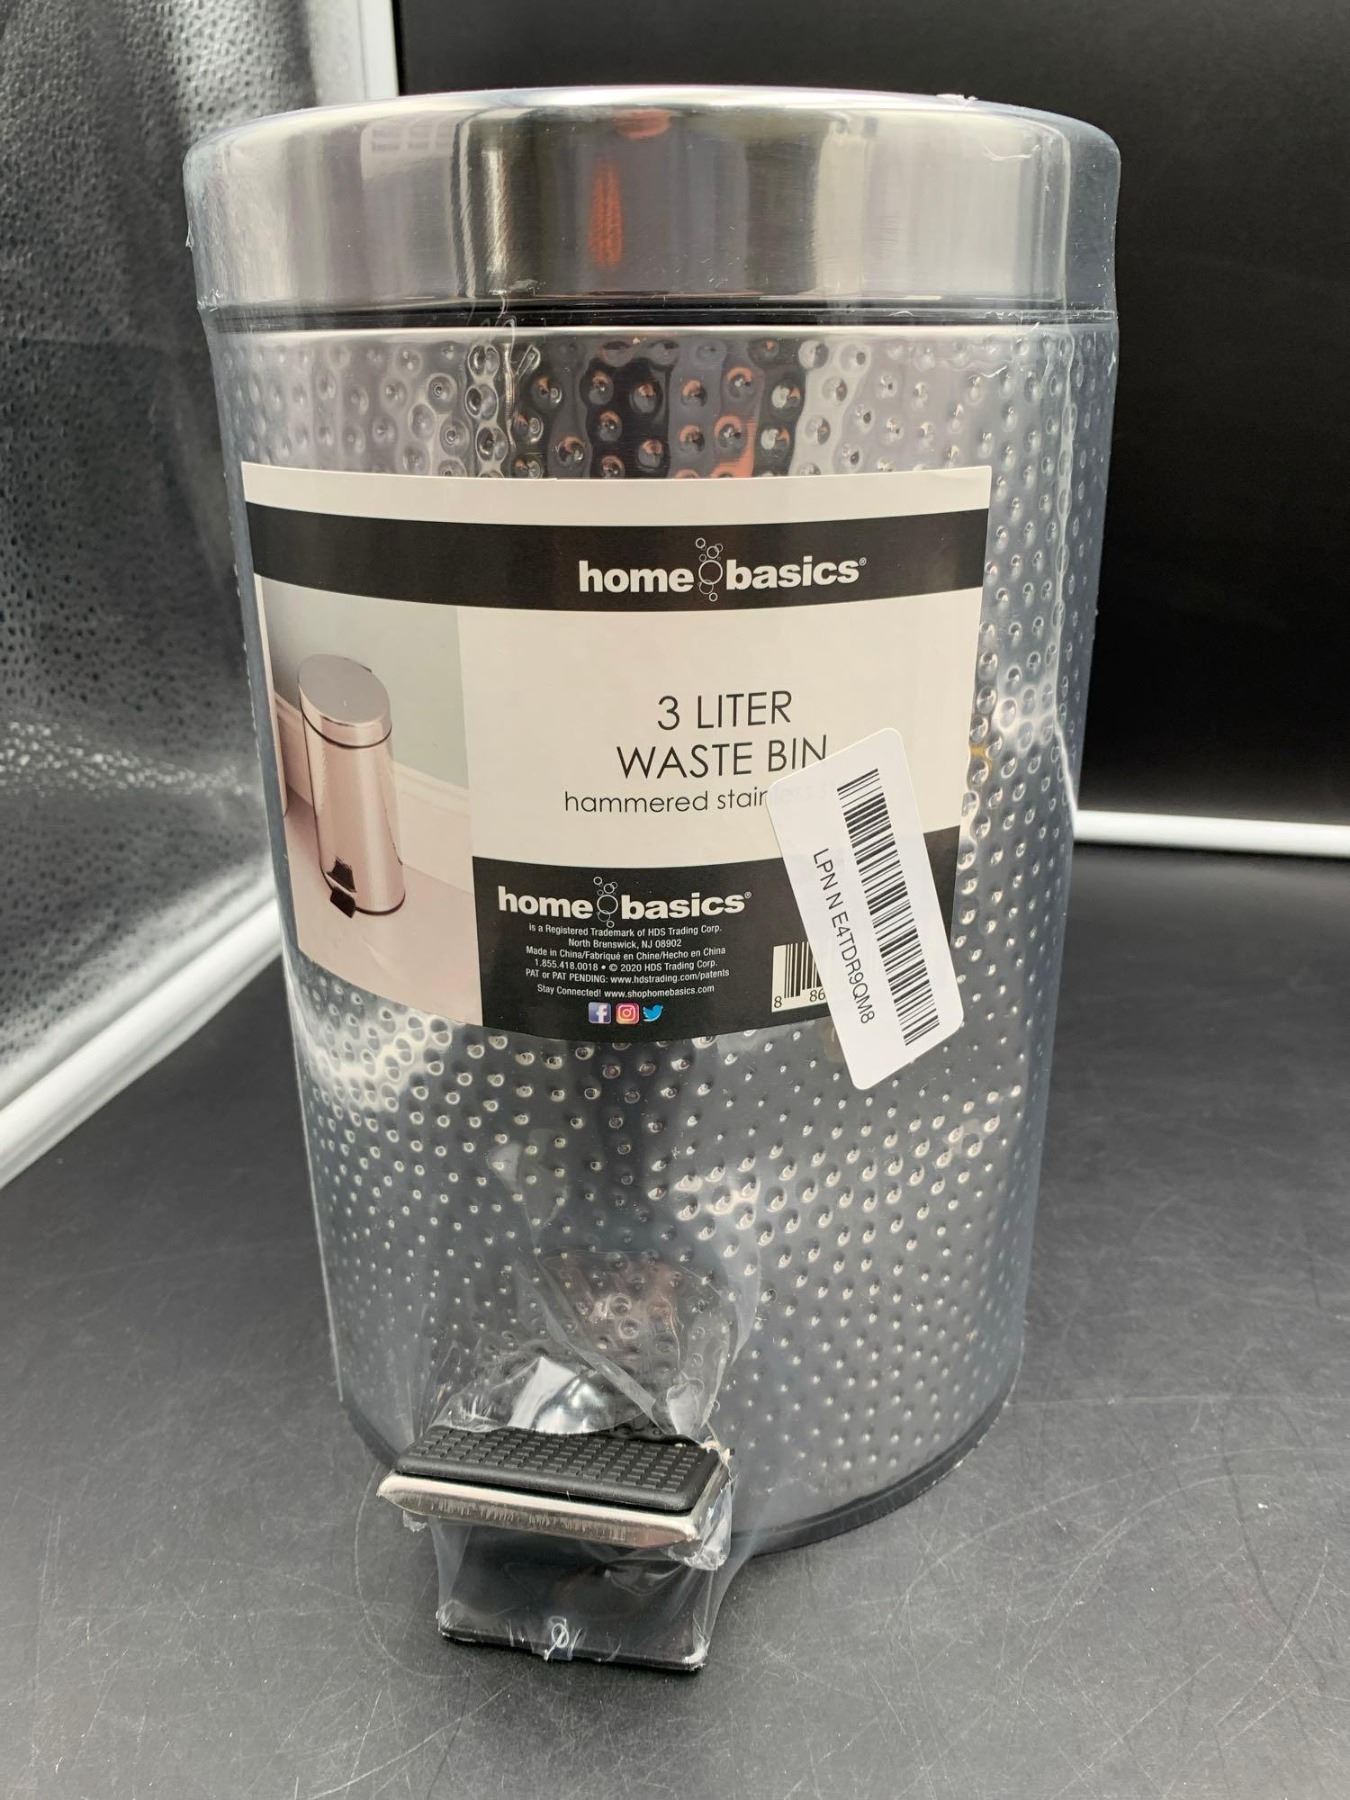 home basics®
3 LITER
WASTE BIN
hammered
LPN N E4TDR9QM8
home basics®
is a Registered Trademark of HDS Trading Corp.
North Brunswick, NJ 08902
Made in China/Fabriqué en Chine/Hecho en China
1.855.418.0018 • © 2020 HDS Trading Corp.
PAT or PAT PENDING: www.hdstrading.com/patents
Stay Connected! www.shophomebasics.com
8 86